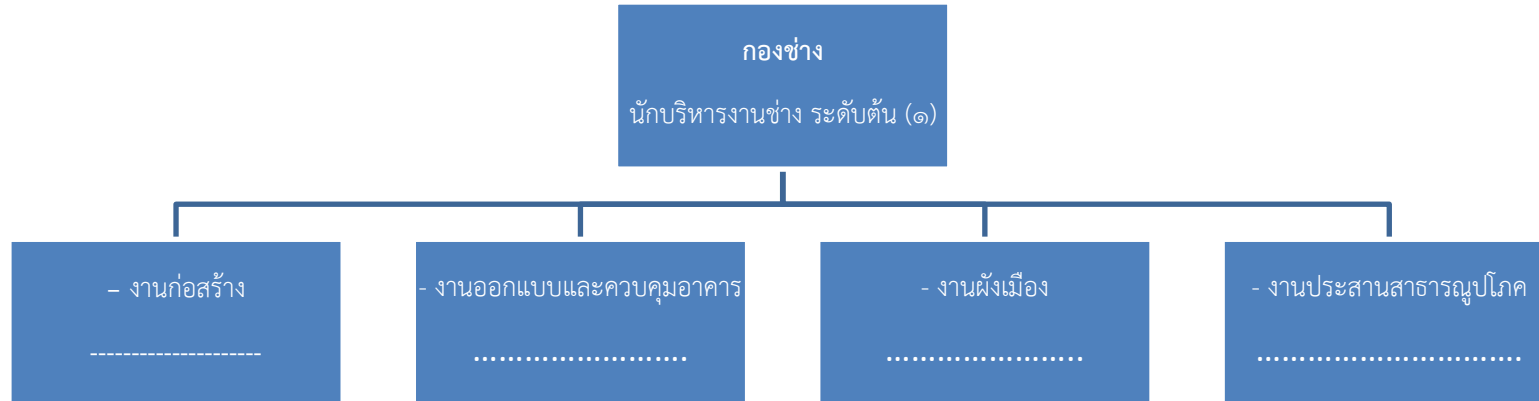 กองช่าง
นักบริหารงานช่าง ระดับต้น (๑)
– งานก่อสร้าง
---------------------
- งานออกแบบและควบคุมอาคาร
…………………….
- งานผังเมือง
…………………..
- งานประสานสาธารณูปโภค
………………………….